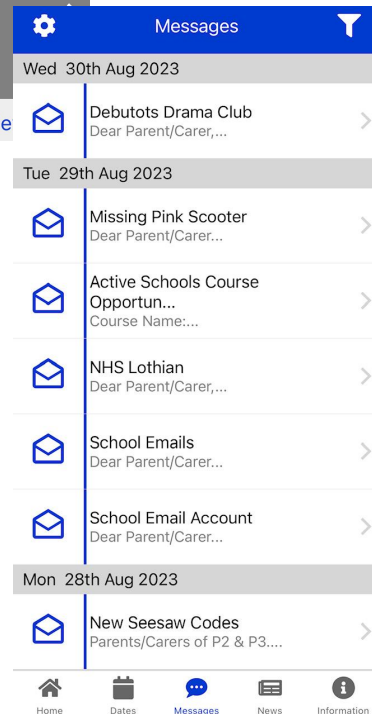 Messages
Wed 30th Aug 2023
Debutots Drama Club
Dear Parent/Carer,...
Tue 29th Aug 2023
Missing Pink Scooter
Dear Parent/Carer...
Active Schools Course
Opportun...
Course Name:...
NHS Lothian
Dear Parent/Carer,...
School Emails
Dear Parent/Carer...
School Email Account
Dear Parent/Carer...
Mon 28th Aug 2023
New Seesaw Codes
Parents/Carers of P2 & P3....
Home Dates Messages News Information